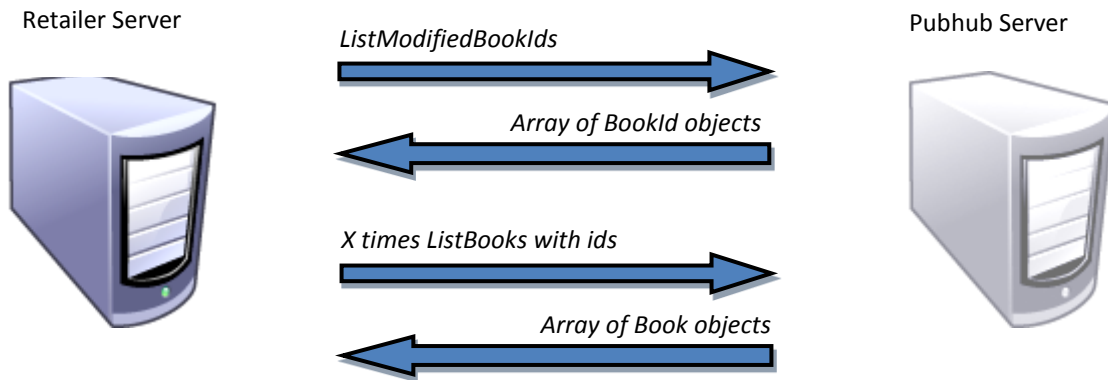 Retailer Server
Pubhub Server
ListModifiedBookIds
Array of BookId objects
X times ListBooks with ids
Array of Book objects